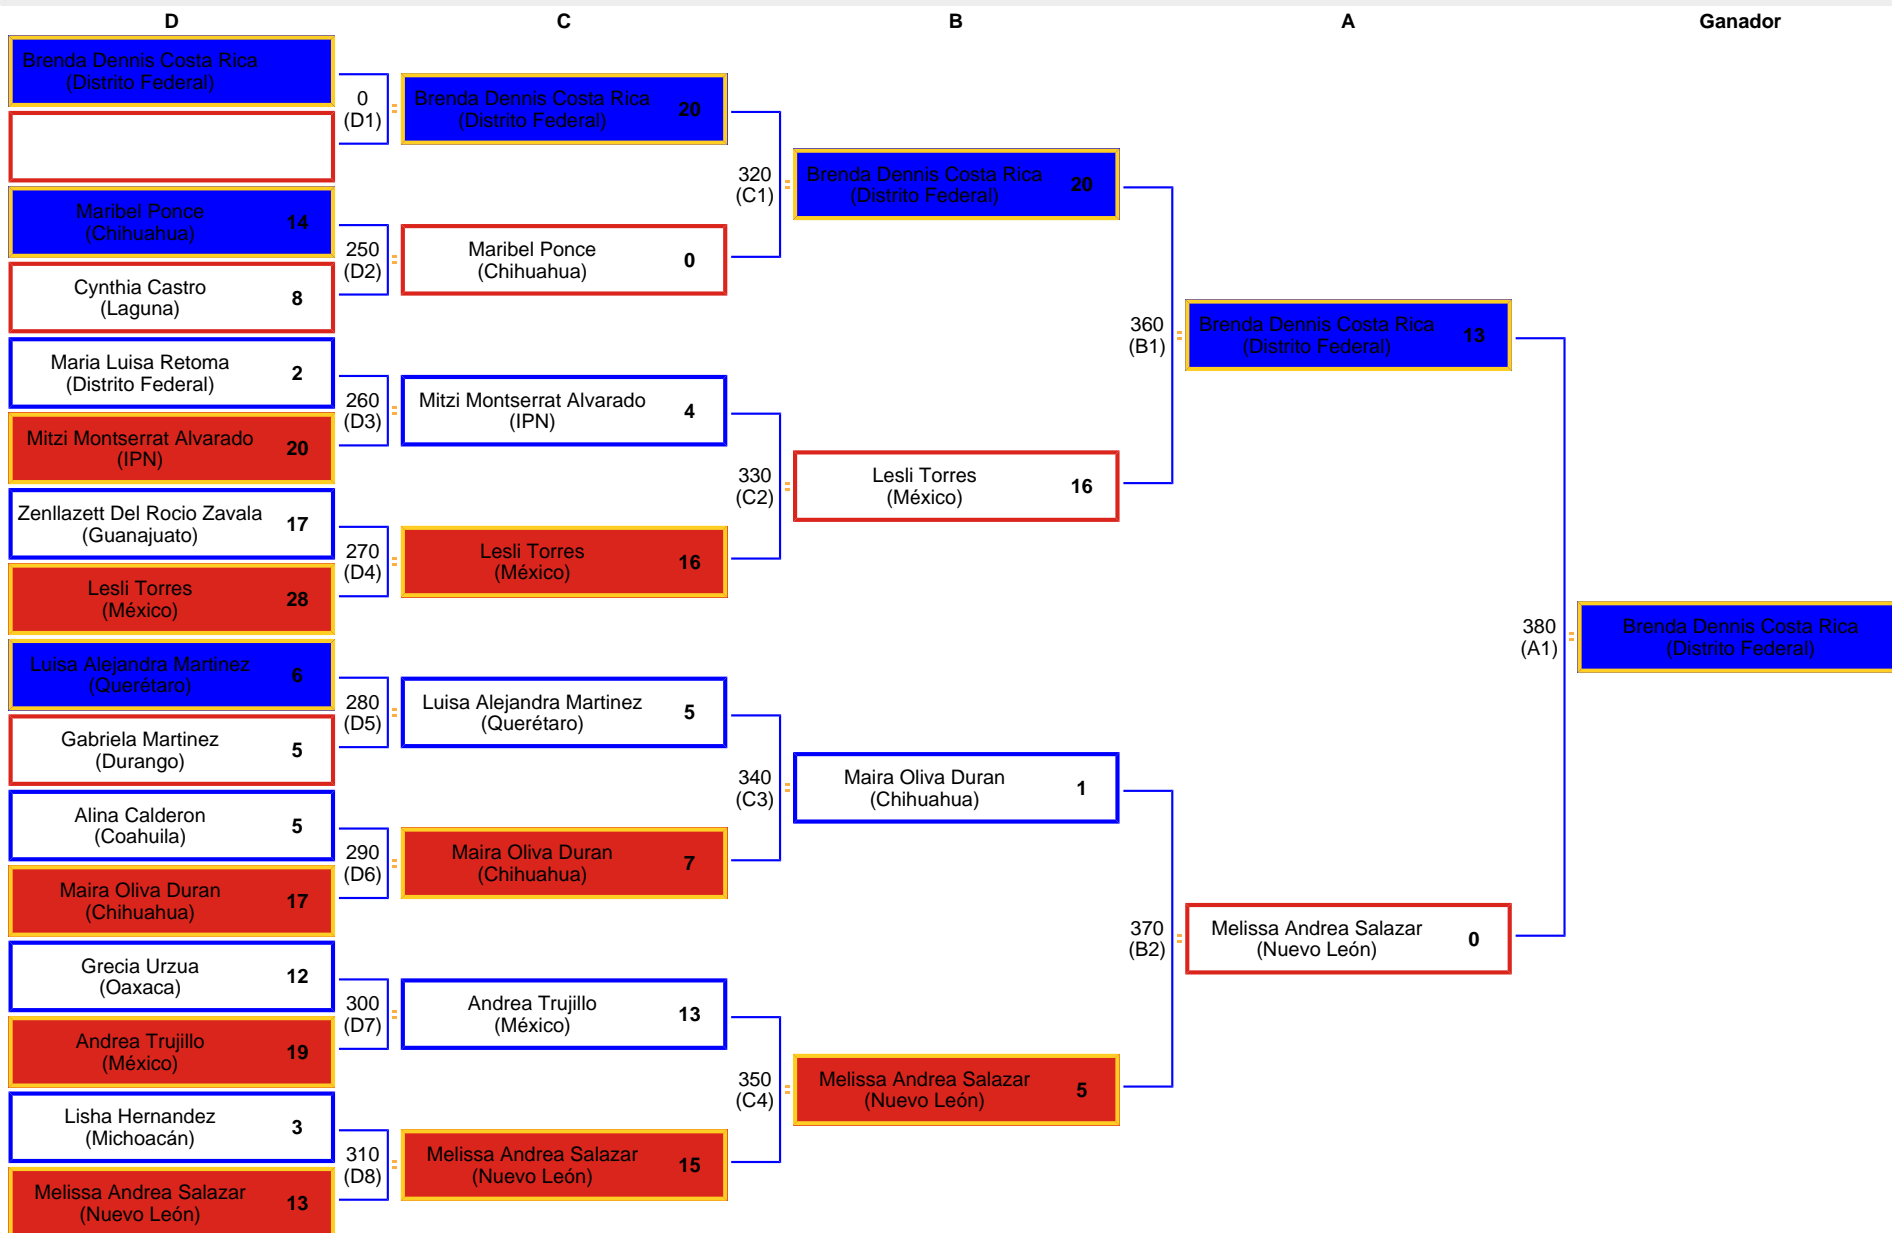 D
C
B
A
Ganador
Brenda Dennis Costa Rica
(Distrito Federal)
0
(D1)
Maribel Ponce
(Chihuahua)
14
250
(D2)
Cynthia Castro
(Laguna)
8
Maria Luisa Retoma
(Distrito Federal)
2
260
(D3)
Mitzi Montserrat Alvarado
(IPN)
20
Zenllazett Del Rocio Zavala
(Guanajuato)
17
270
(D4)
Lesli Torres
(México)
28
Luisa Alejandra Martinez
(Querétaro)
6
280
(D5)
Gabriela Martinez
(Durango)
5
Alina Calderon
(Coahuila)
5
290
(D6)
Maira Oliva Duran
(Chihuahua)
17
Grecia Urzua
(Oaxaca)
12
300
(D7)
Andrea Trujillo
(México)
19
Lisha Hernandez
(Michoacán)
3
310
(D8)
Melissa Andrea Salazar
(Nuevo León)
13
Brenda Dennis Costa Rica
(Distrito Federal)
20
320
(C1)
Maribel Ponce
(Chihuahua)
0
Mitzi Montserrat Alvarado
(IPN)
4
330
(C2)
Lesli Torres
(México)
16
Luisa Alejandra Martinez
(Querétaro)
5
340
(C3)
Maira Oliva Duran
(Chihuahua)
7
Andrea Trujillo
(México)
13
350
(C4)
Melissa Andrea Salazar
(Nuevo León)
15
Brenda Dennis Costa Rica
(Distrito Federal)
20
360
(B1)
Lesli Torres
(México)
16
Maira Oliva Duran
(Chihuahua)
1
370
(B2)
Melissa Andrea Salazar
(Nuevo León)
5
Brenda Dennis Costa Rica
(Distrito Federal)
13
380
(A1)
Melissa Andrea Salazar
(Nuevo León)
0
Brenda Dennis Costa Rica
(Distrito Federal)